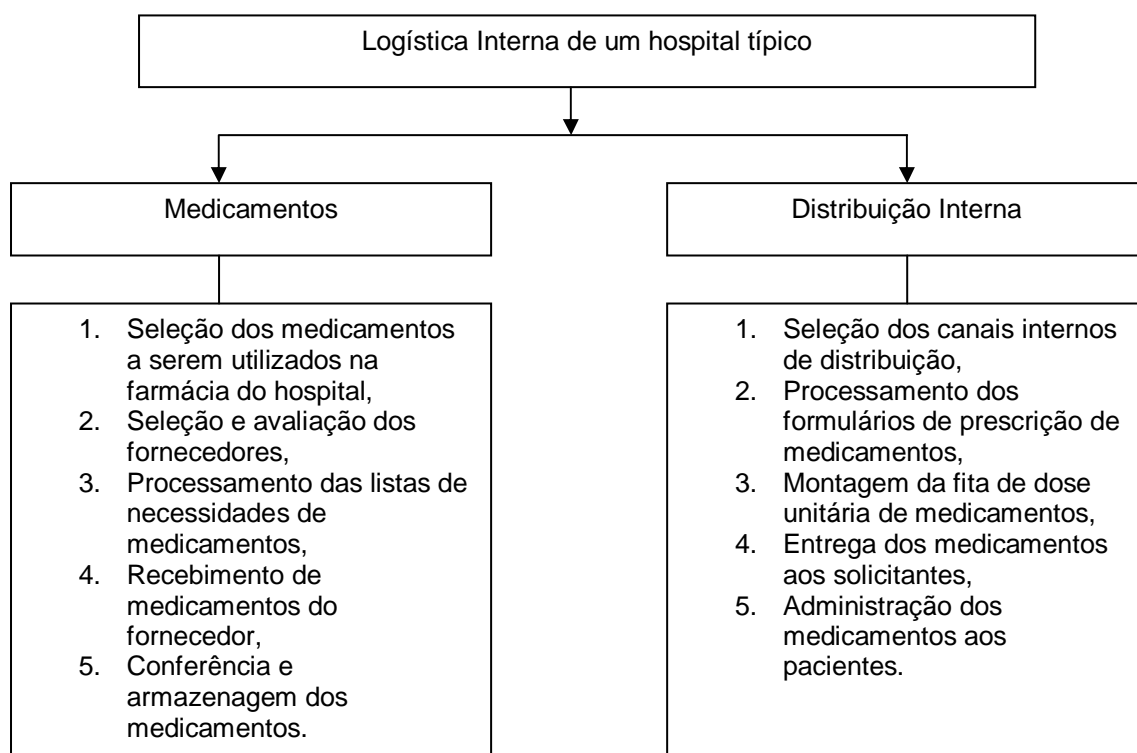 Logística Interna de um hospital típico
Medicamentos
1. Seleção dos medicamentos
a serem utilizados na
farmácia do hospital,
2. Seleção e avaliação dos
fornecedores,
3. Processamento das listas de
necessidades de
medicamentos,
4. Recebimento de
medicamentos do
fornecedor,
5. Conferência e
armazenagem dos
medicamentos.
Distribuição Interna
1. Seleção dos canais internos
de distribuição,
2. Processamento dos
formulários de prescrição de
medicamentos,
3. Montagem da fita de dose
unitária de medicamentos,
4. Entrega dos medicamentos
aos solicitantes,
5. Administração dos
medicamentos aos
pacientes.